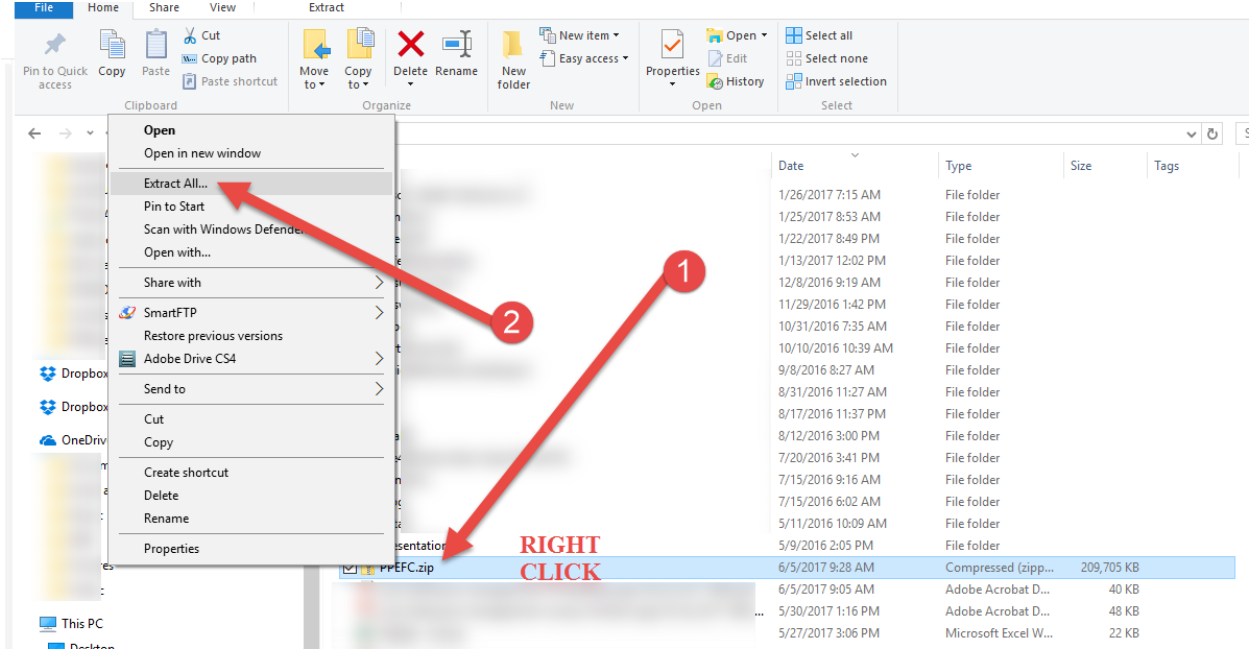 File Home Share View Extract
Pin to Quick access
Copy
Paste
Cut
Copy path
Paste shortcut
Clipboard
Move to
Copy to
Delete
Rename
Organize
New folder
New item
Easy access
New
Properties
Open
Edit
History
Open
Select all
Select none
Invert selection
Select
Open
Open in new window
Extract All...
Pin to Start
Scan with Windows Defender
Open with...
Share with
SmartFTP
Restore previous versions
Adobe Drive CS4
Send to
Cut
Copy
Create shortcut
Delete
Rename
Properties
1
2
RIGHT
CLICK
Dropbox
Dropbox
OneDriv
This PC
Desktop
Date Type Size Tags
1/26/2017 7:15 AM File folder
1/25/2017 8:53 AM File folder
1/22/2017 8:49 PM File folder
1/13/2017 12:02 PM File folder
12/8/2016 9:19 AM File folder
11/29/2016 1:42 PM File folder
10/31/2016 7:35 AM File folder
10/10/2016 10:39 AM File folder
9/8/2016 8:27 AM File folder
8/31/2016 11:27 AM File folder
8/17/2016 11:37 PM File folder
8/12/2016 3:00 PM File folder
7/20/2016 3:41 PM File folder
7/15/2016 9:16 AM File folder
7/15/2016 6:02 AM File folder
5/11/2016 10:09 AM File folder
esentation 5/9/2016 2:05 PM File folder
PPEFC.zip 6/5/2017 9:28 AM Compressed (zipp... 209,705 KB
6/5/2017 9:05 AM Adobe Acrobat D... 40 KB
... 5/30/2017 1:16 PM Adobe Acrobat D... 48 KB
5/27/2017 3:06 PM Microsoft Excel W... 22 KB